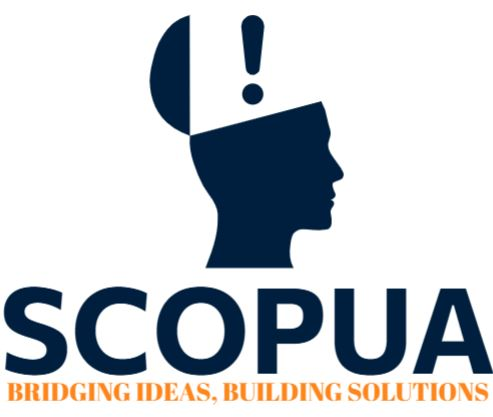 !
SCOPUA
BRIDGING IDEAS, BUILDING SOLUTIONS